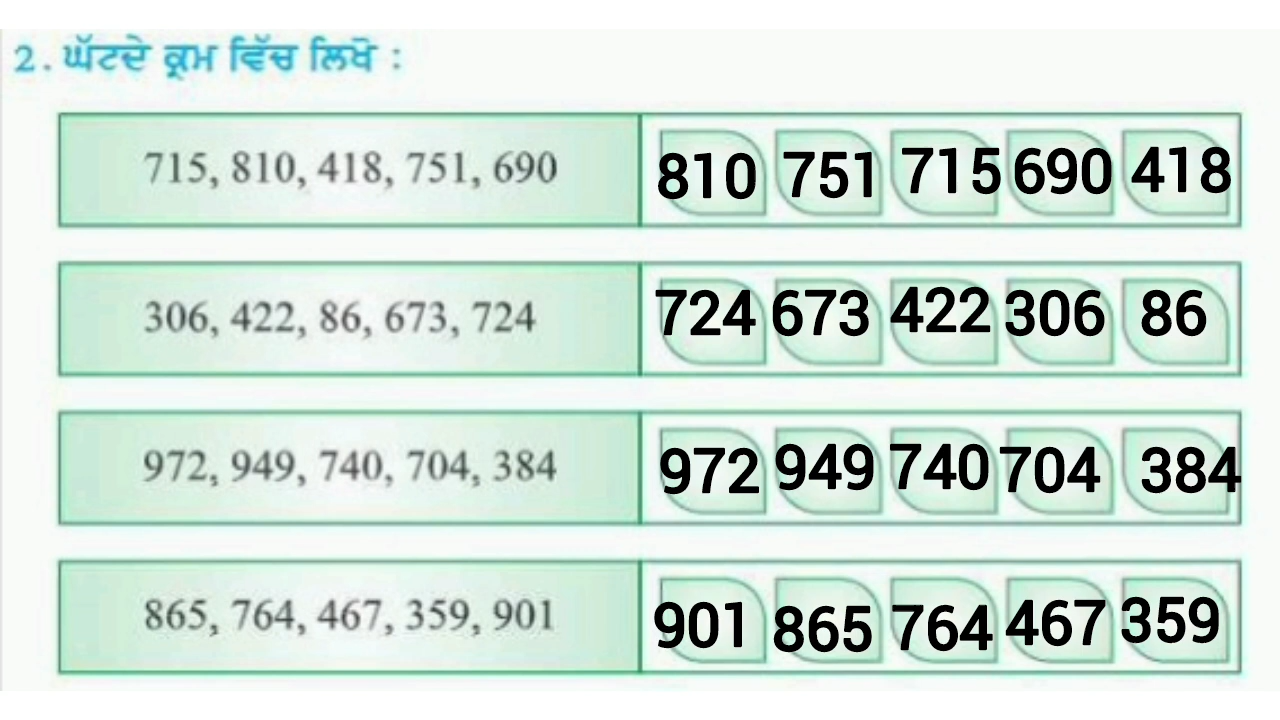 2. ਘੱਟਦੇ ਕ੍ਰਮ ਵਿੱਚ ਲਿਖੋ :
715, 810, 418, 751, 690 810 751 715 690 418
306, 422, 86, 673, 724 724 673 422 306 86
972, 949, 740, 704, 384 972 949 740 704 384
865, 764, 467, 359, 901 901 865 764 467 359